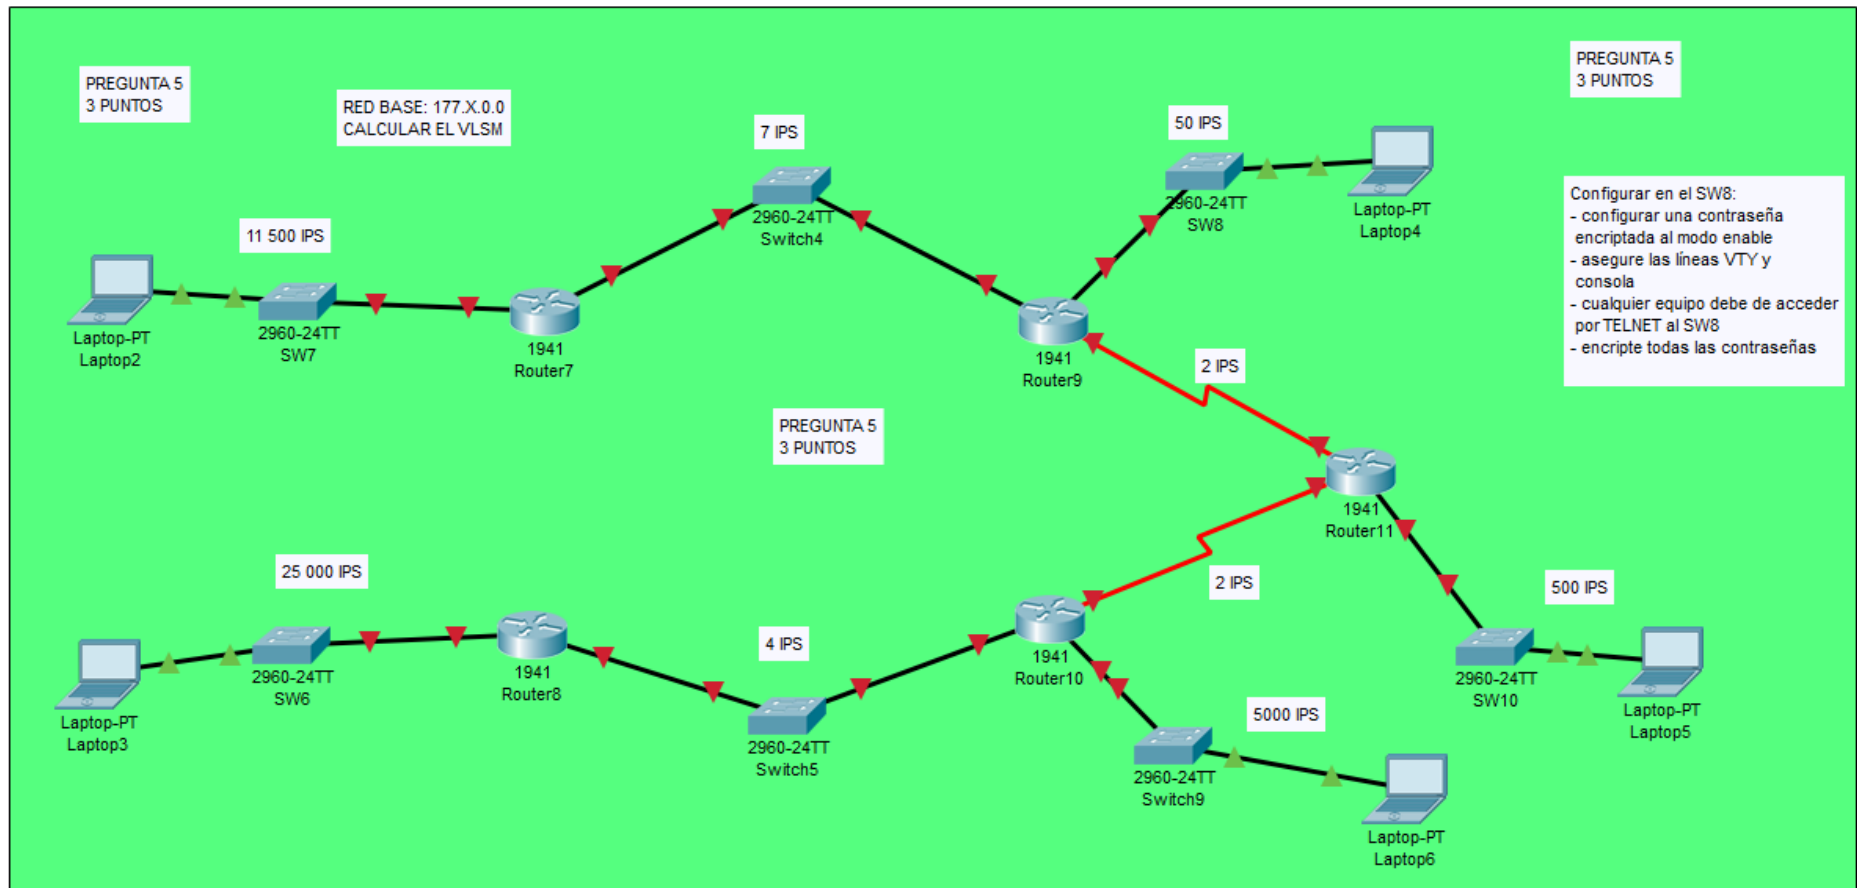 PREGUNTA 5
3 PUNTOS
RED BASE: 177.X.0.0
CALCULAR EL VLSM
7 IPS
50 IPS
PREGUNTA 5
3 PUNTOS
Configurar en el SW8:
- configurar una contraseña
encriptada al modo enable
- asegure las líneas VTY y
consola
- cualquier equipo debe de acceder
por TELNET al SW8
- encripte todas las contraseñas
11 500 IPS
Laptop-PT
Laptop2
2960-24TT
SW7
1941
Router7
2960-24TT
Switch4
1941
Router9
2960-24TT
SW8
Laptop-PT
Laptop4
2 IPS
PREGUNTA 5
3 PUNTOS
1941
Router11
25 000 IPS
Laptop-PT
Laptop3
2960-24TT
SW6
1941
Router8
4 IPS
2960-24TT
Switch5
1941
Router10
2 IPS
500 IPS
5000 IPS
2960-24TT
Switch9
2960-24TT
SW10
Laptop-PT
Laptop5
Laptop-PT
Laptop6